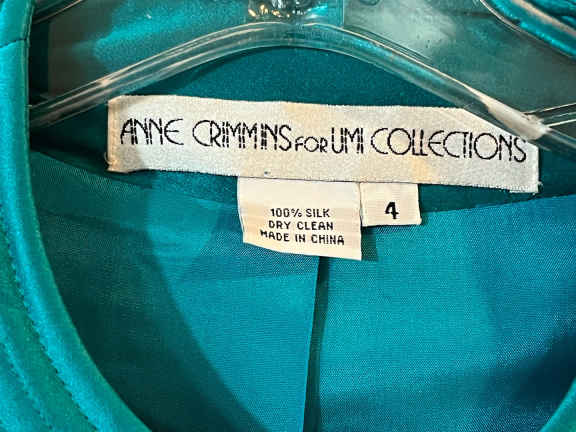 ANNE CRIMMINS FOR UMI COLLECTIONS
100% SILK
DRY CLEAN
MADE IN CHINA
4